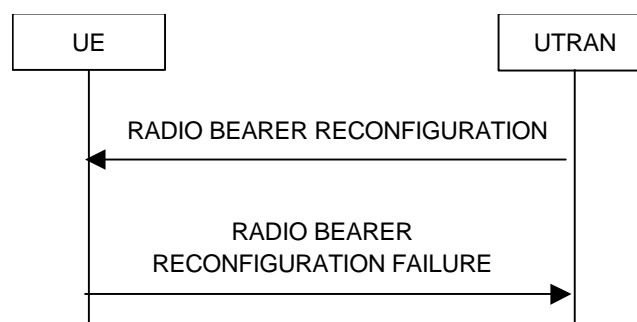 UE
UTRAN
RADIO BEARER RECONFIGURATION
RADIO BEARER
RECONFIGURATION FAILURE